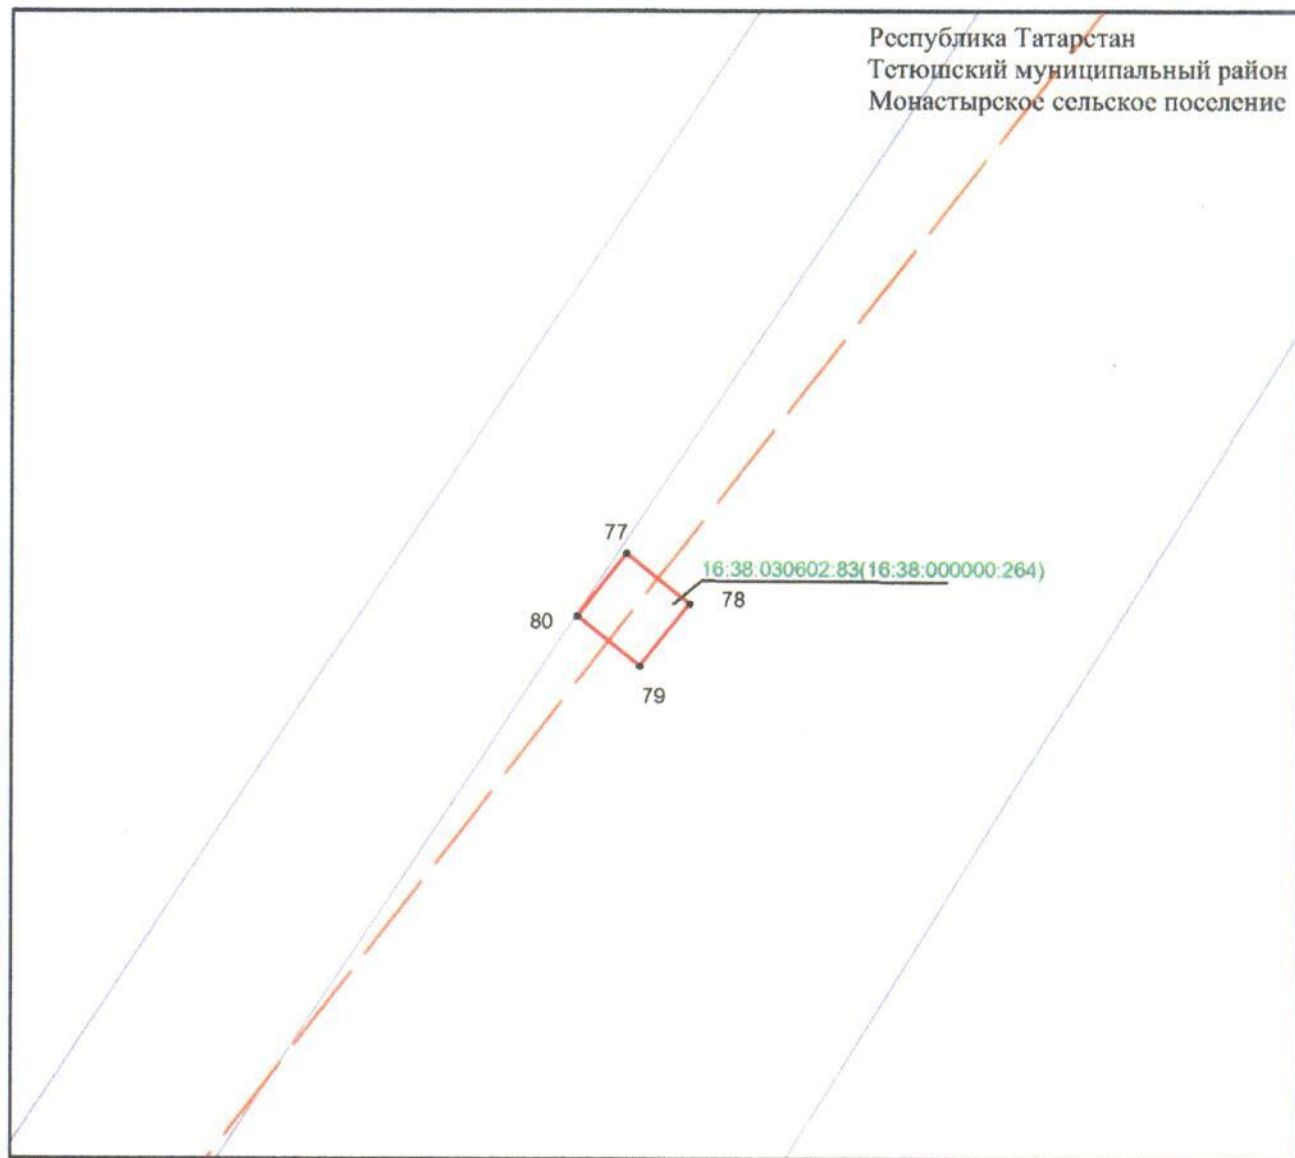 Республика Татарстан
Тетюшский муниципальный район
Монастырское сельское поселение
77
16:38:030602:83(16:38:000000:264)
78
80
79